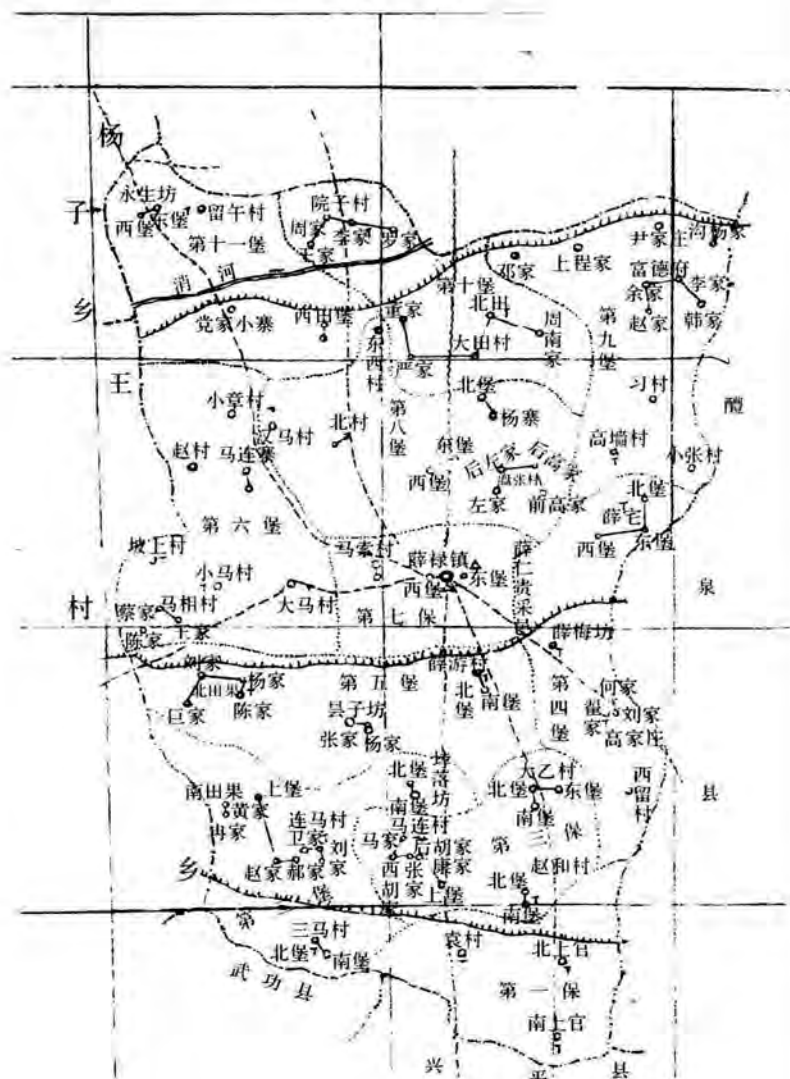 杨子乡
王村乡
永生坊
西堡
东堡
留午村
第十一堡
院子村
周家
王家
李家
罗家
消河
党家小寨
西田堡
东西村
重家
严家
大田村
第十堡
北田
周南家
邓家
上程家
尹家庄
沟杨家
富德府
余家
赵家
李家
韩家
第九堡
习村
醴泉县
小章村
马村
北村
第八堡
北堡
杨寨
东堡
西堡
后左家
后高家
左家
前高家
高墙村
小张村
赵村
马连寨
第六堡
北堡
薛宅
西堡
东堡
坡上村
小马村
马索村
薛禄镇
西堡
东堡
大马村
第七保
蔡家
马相村
陈家
王家
薛梅坊
刘家
北田果
杨家
陈家
巨家
第五堡
薛游村
北堡
南堡
第四堡
何家
翟家
刘家
高家庄
昙子坊
张家
杨家
南田果
上堡
黄家
冉家
北堡
南堡
埠落坊
大乙村
北堡
东堡
南堡
西留村
连马村
卫家
刘家
赵家
郝家
马家
张家
胡家
康家
上堡
第三保
赵和村
北堡
南堡
三马村
北堡
南堡
武功县
袁村
北上官
第一保
南上官
兴平县